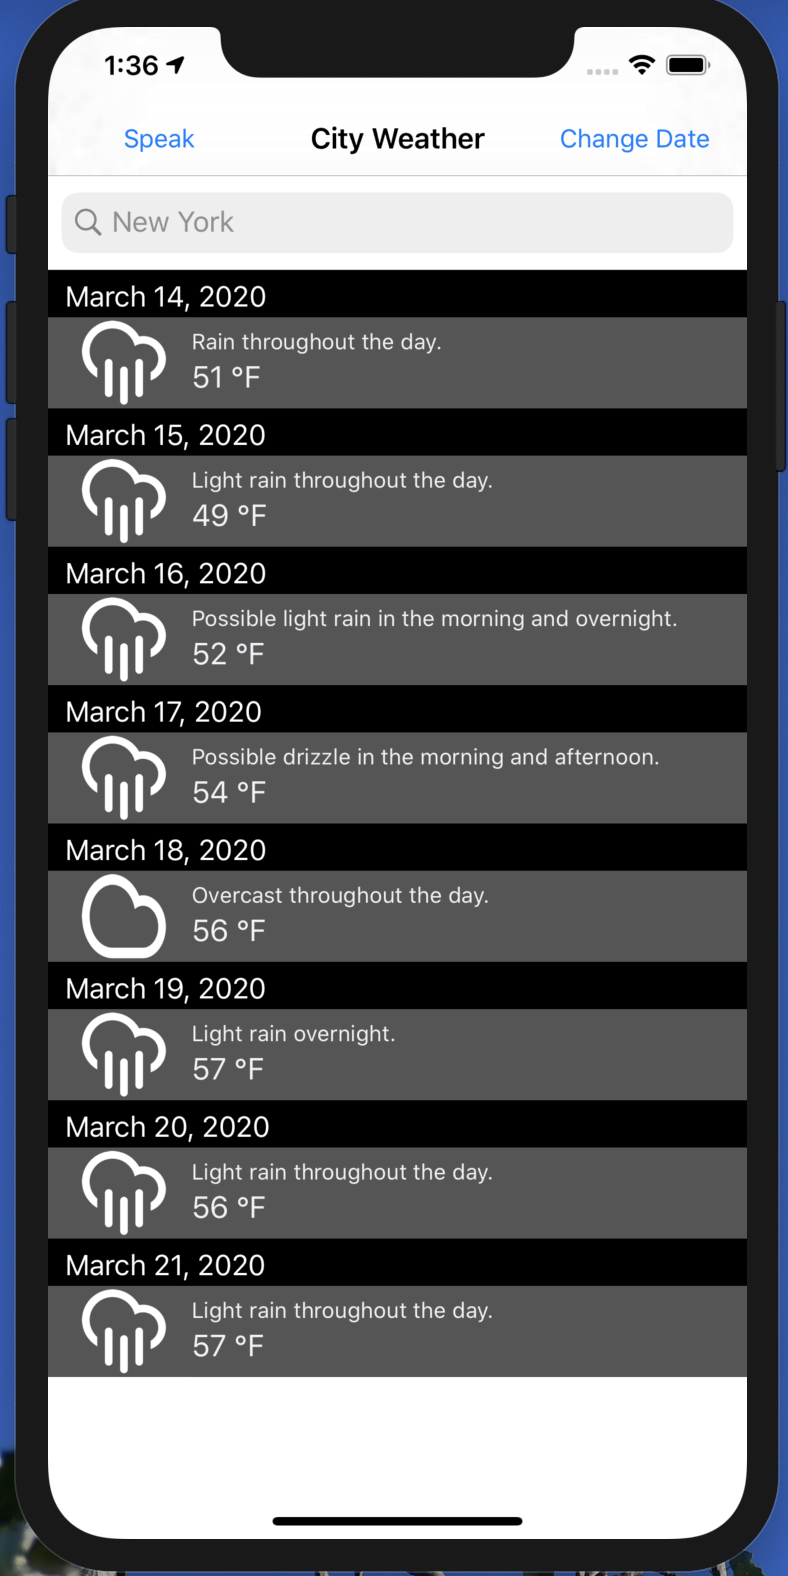 1:36
Speak City Weather Change Date
New York
March 14, 2020
Rain throughout the day.
51 °F
March 15, 2020
Light rain throughout the day.
49 °F
March 16, 2020
Possible light rain in the morning and overnight.
52 °F
March 17, 2020
Possible drizzle in the morning and afternoon.
54 °F
March 18, 2020
Overcast throughout the day.
56 °F
March 19, 2020
Light rain overnight.
57 °F
March 20, 2020
Light rain throughout the day.
56 °F
March 21, 2020
Light rain throughout the day.
57 °F